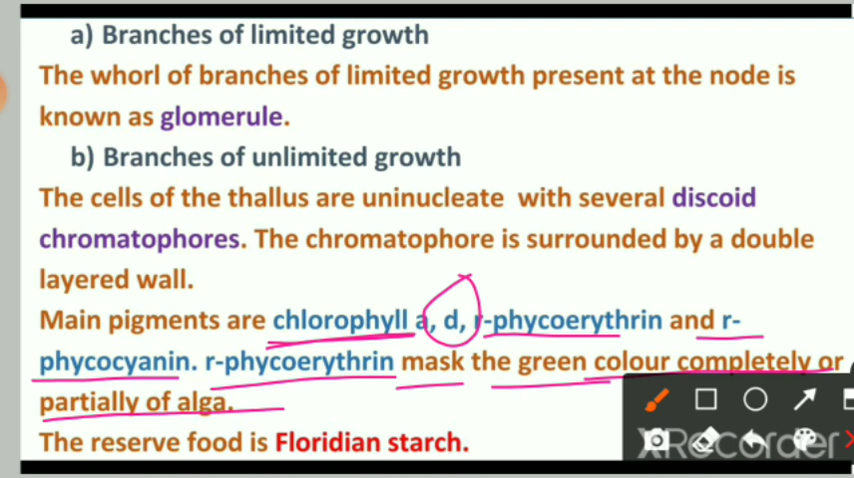 a) Branches of limited growth
The whorl of branches of limited growth present at the node is
known as glomerule.
b) Branches of unlimited growth
The cells of the thallus are uninucleate with several discoid
chromatophores. The chromatophore is surrounded by a double
layered wall.
Main pigments are chlorophyll a, d, r-phycoerythrin and r-
phycocyanin. r-phycoerythrin mask the green colour completely or
partially of alga.
The reserve food is Floridian starch.
XRecorder